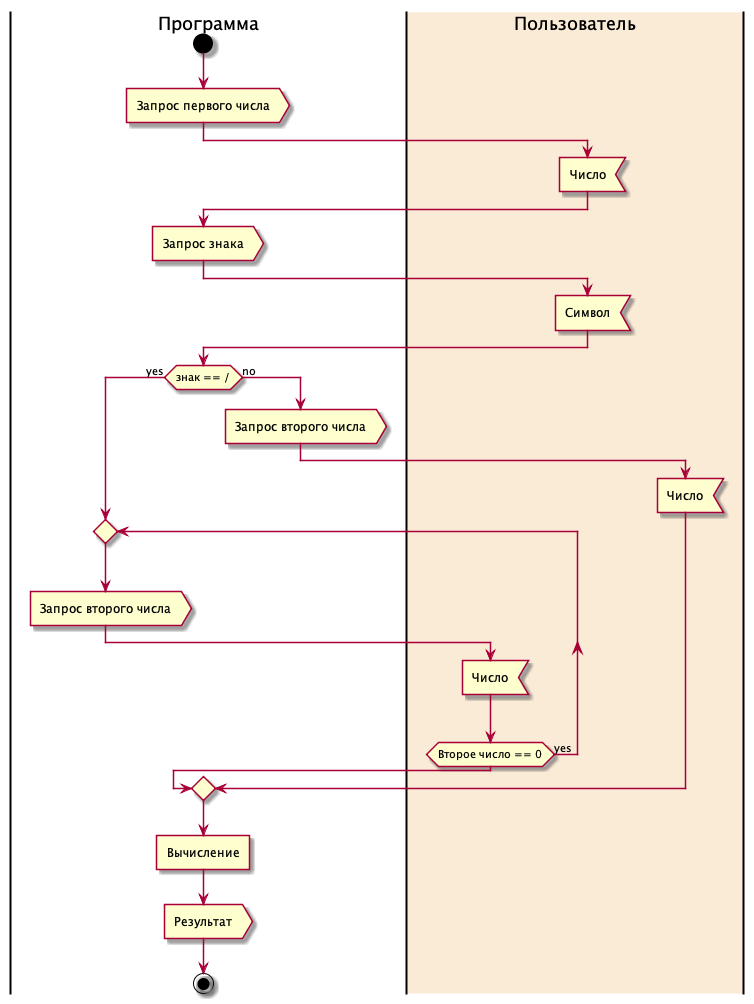 Программа
Пользователь
Запрос первого числа
Число
Запрос знака
Символ
yes
знак == /
no
Запрос второго числа
Число
Запрос второго числа
Число
Второе число == 0
yes
Вычисление
Результат